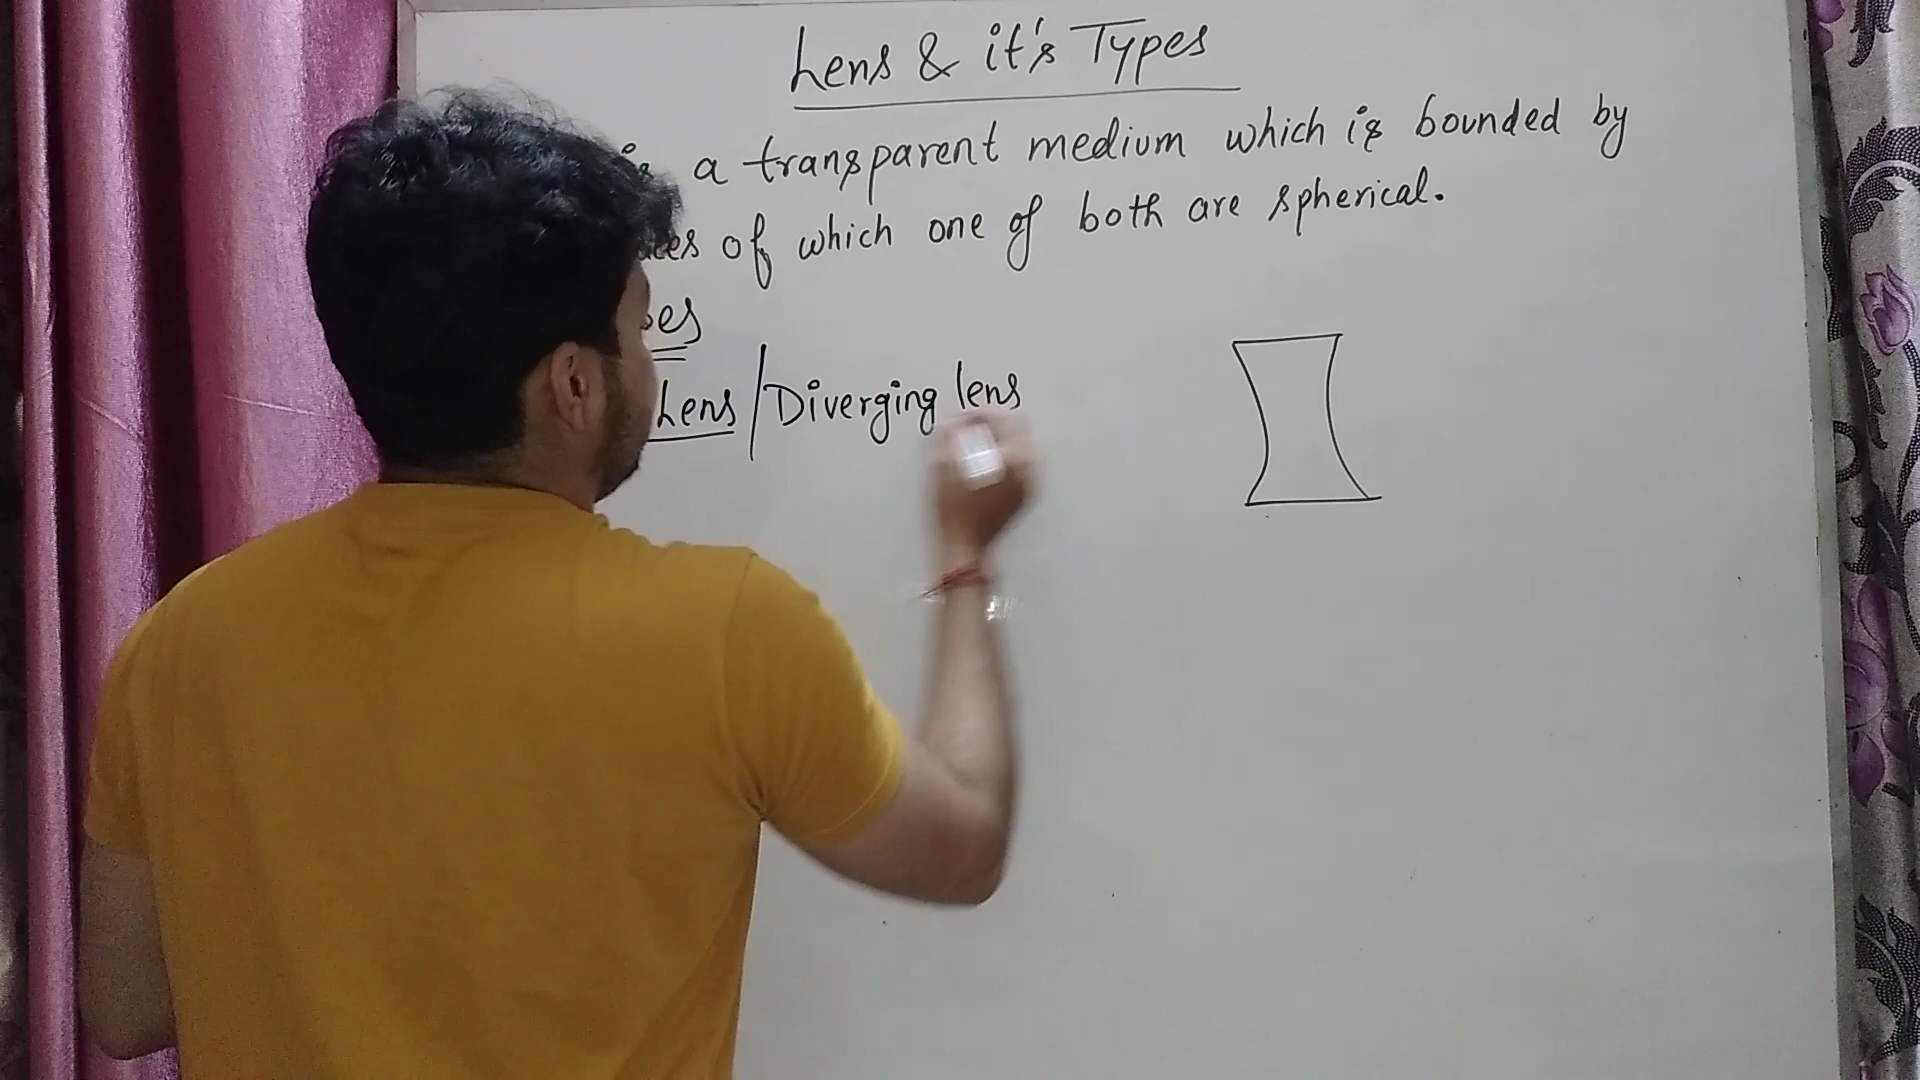 Lens & it's Types
is a transparent medium which is bounded by
of which one of both are spherical.
Lens / Diverging lens